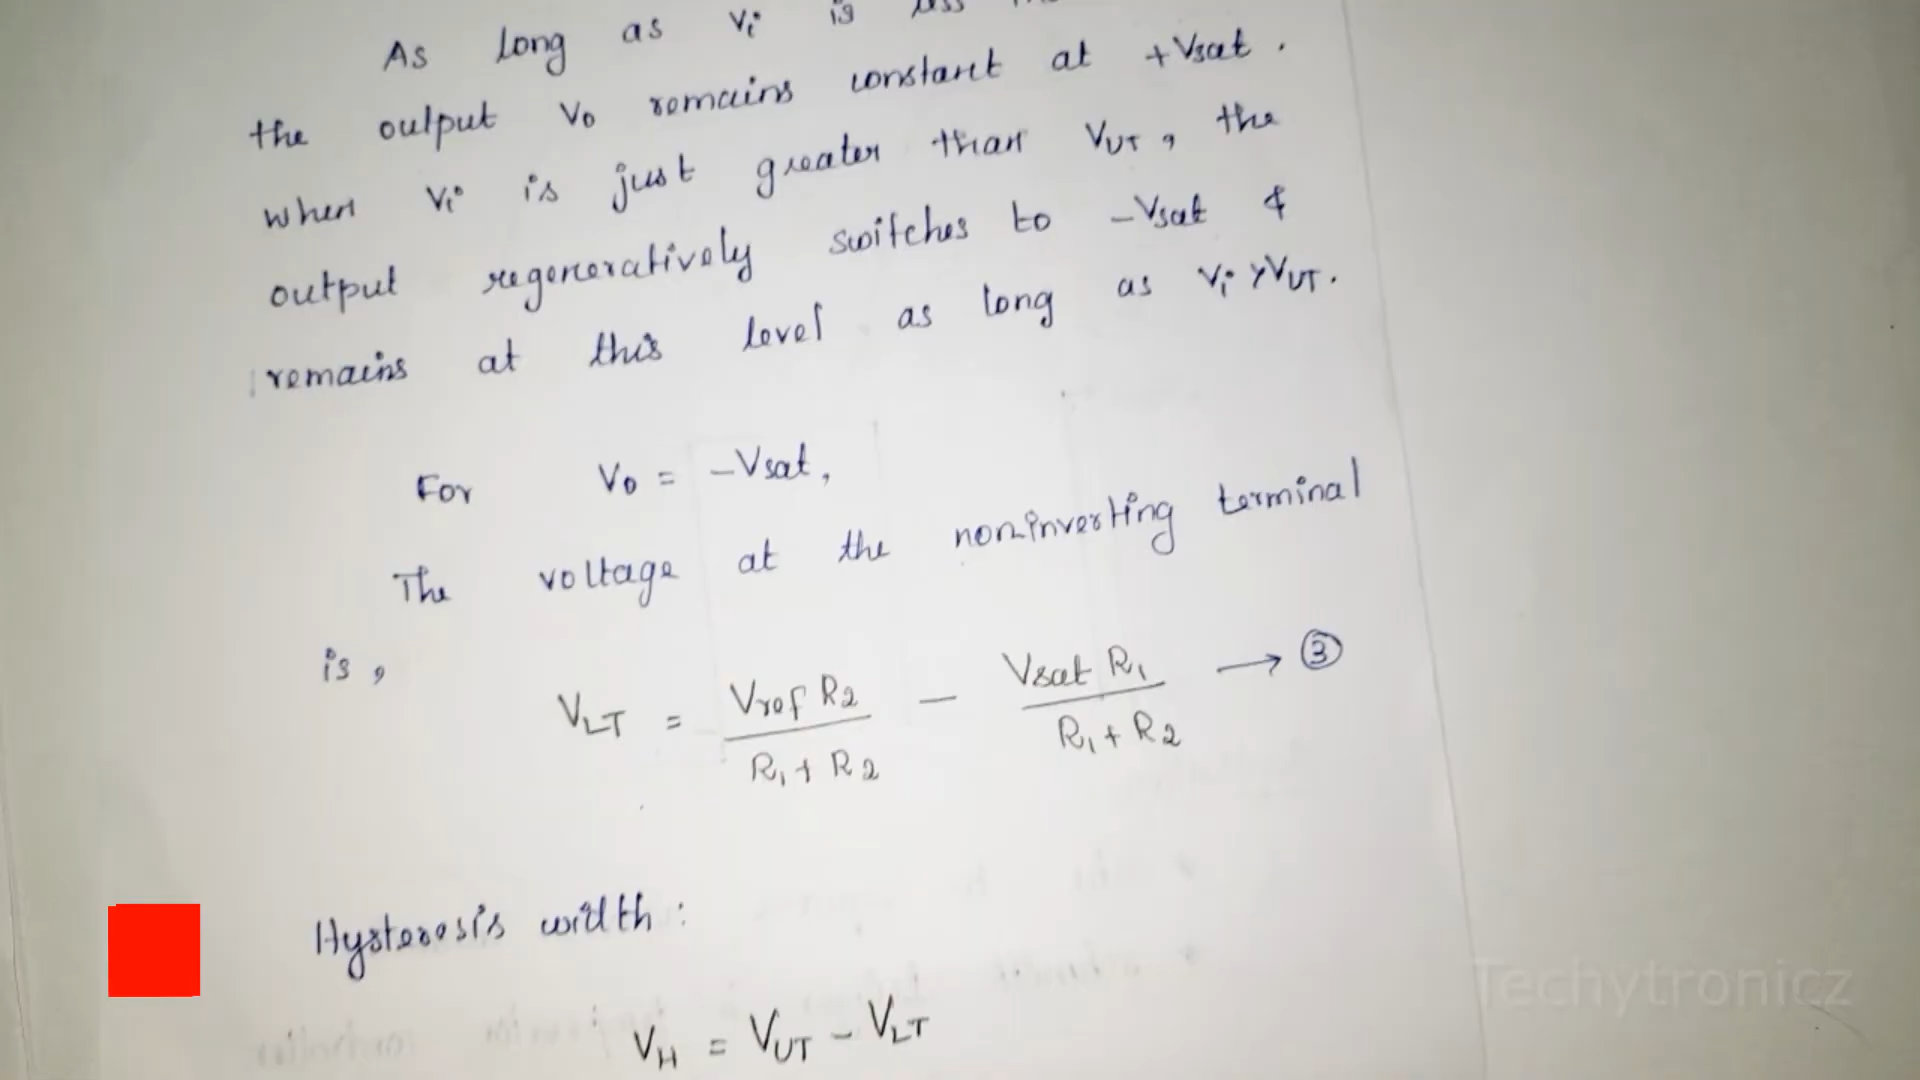 As long as Vi is less
the output Vo remains constant at +Vsat.
when Vi is just greater than VUT, the
output regeneratively switches to -Vsat &
remains at this level as long as Vi > VUT.
For Vo = -Vsat,
The voltage at the noninverting terminal
is,
VLT = Vref R2 / R1 + R2 - Vsat R1 / R1 + R2 → ③
Hysteresis width :
VH = VUT - VLT
Techytronicz